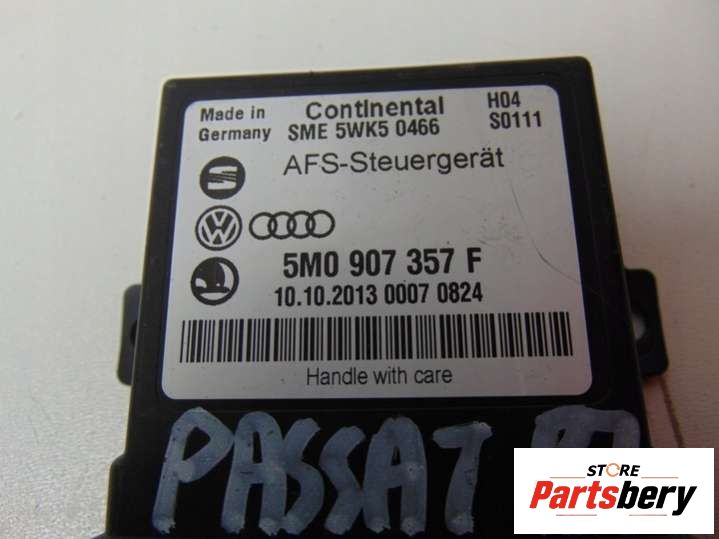 Made in
Germany
Continental
SME 5WK5 0466
H04
S0111
AFS-Steuergerät
5M0 907 357 F
10.10.2013 0007 0824
Handle with care
PASSAT
STORE
Partsbery